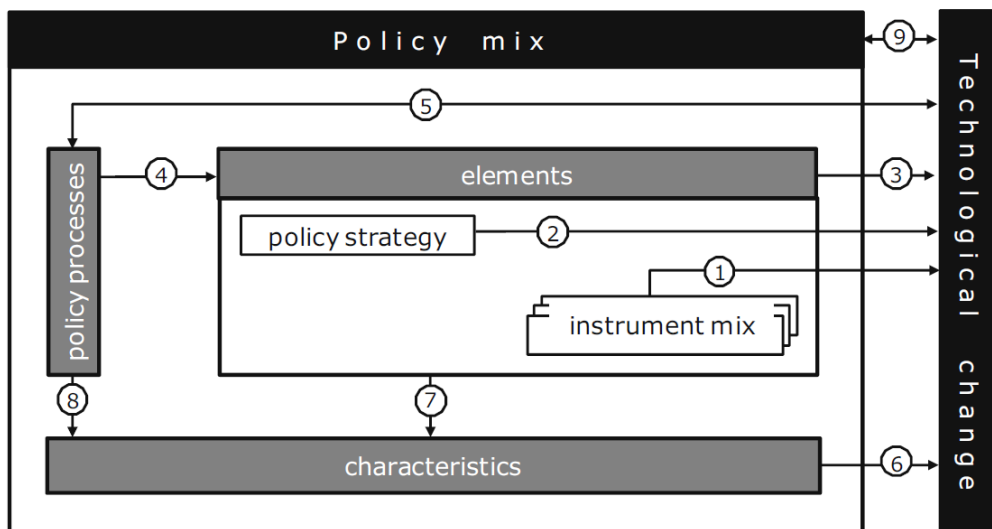 Policy mix
9
5
policy processes
4
elements
3
policy strategy
2
1
instrument mix
8
7
characteristics
6
Technological change